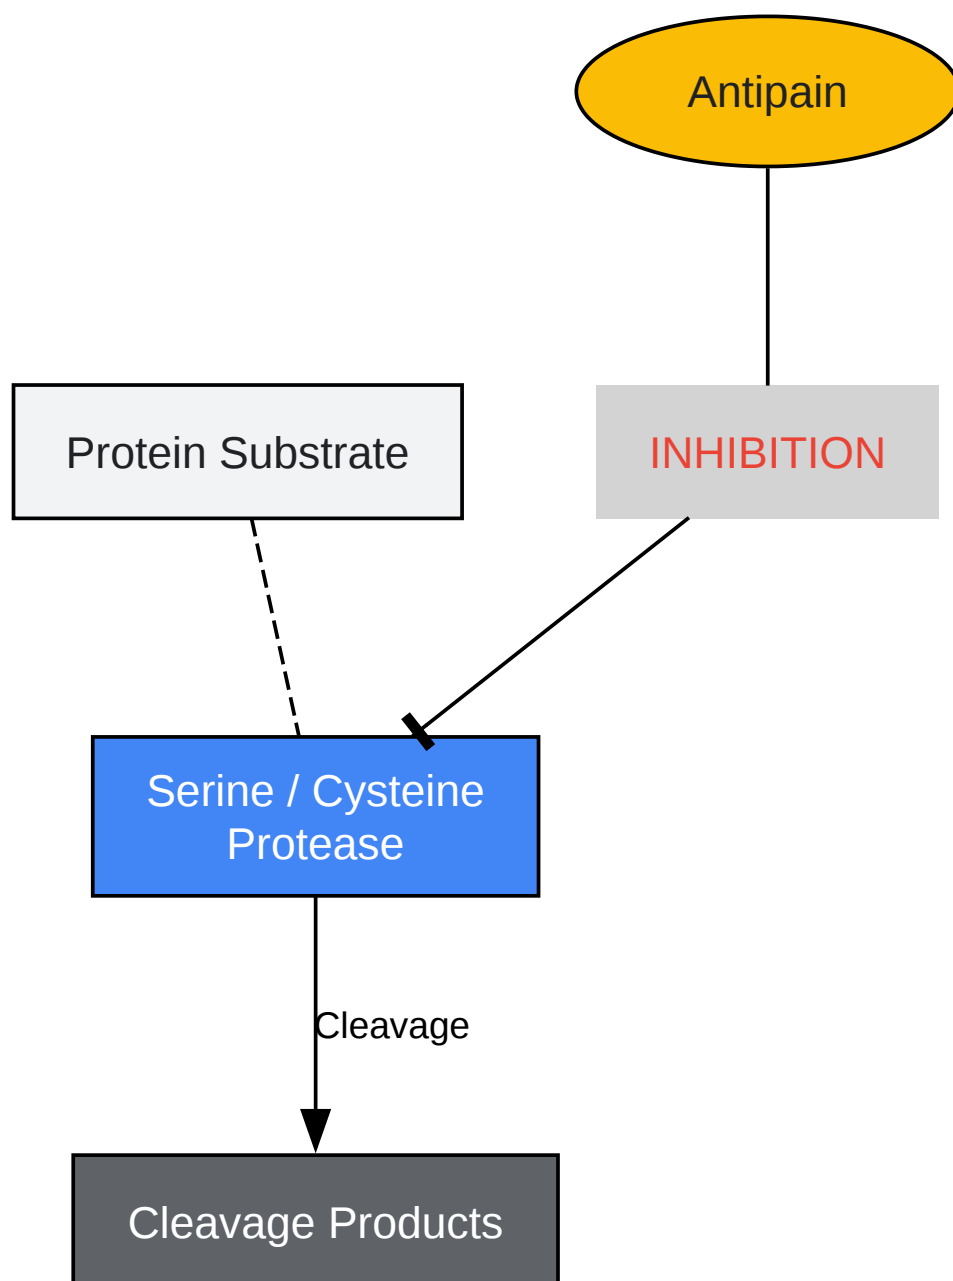 Antipain
Protein Substrate
INHIBITION
Serine / Cysteine
Protease
Cleavage
Cleavage Products